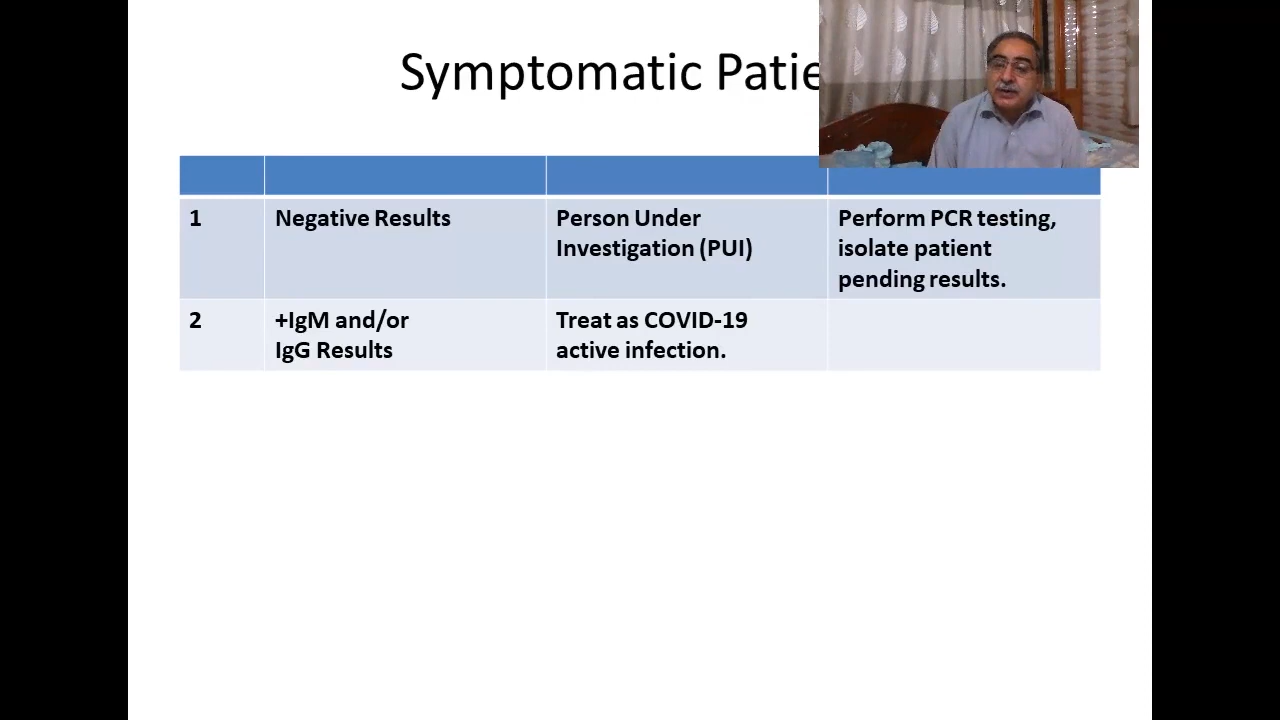 Symptomatic
1 Negative Results Person Under Perform PCR testing,
Investigation (PUI) isolate patient
pending results.
2 +IgM and/or Treat as COVID-19
IgG Results active infection.